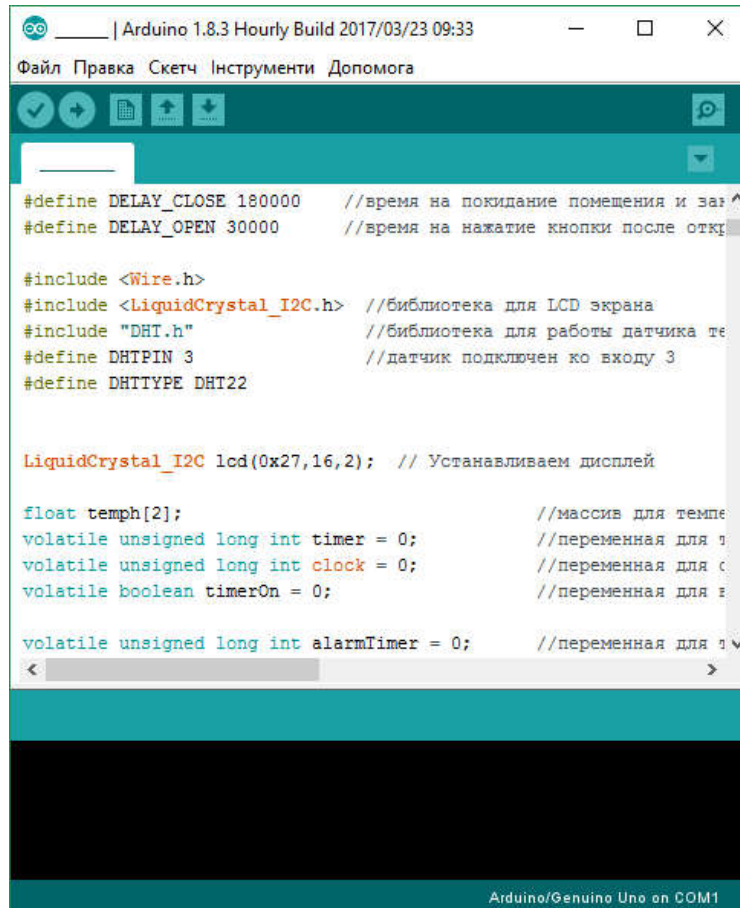 ______ | Arduino 1.8.3 Hourly Build 2017/03/23 09:33
Файл Правка Скетч Інструменти Допомога
______
#define DELAY_CLOSE 180000 //время на покидание помещения и
#define DELAY_OPEN 30000 //время на нажатие кнопки после
#include <Wire.h>
#include <LiquidCrystal_I2C.h> //библиотека для LCD экрана
#include "DHT.h" //библиотека для работы датчика
#define DHTPIN 3 //датчик подключен ко входу 3
#define DHTTYPE DHT22
LiquidCrystal_I2C lcd(0x27,16,2); // Устанавливаем дисплей
float temph[2]; //массив для
volatile unsigned long int timer = 0; //переменная для
volatile unsigned long int clock = 0; //переменная для
volatile boolean timerOn = 0; //переменная для
volatile unsigned long int alarmTimer = 0; //переменная для
Arduino/Genuino Uno on COM1